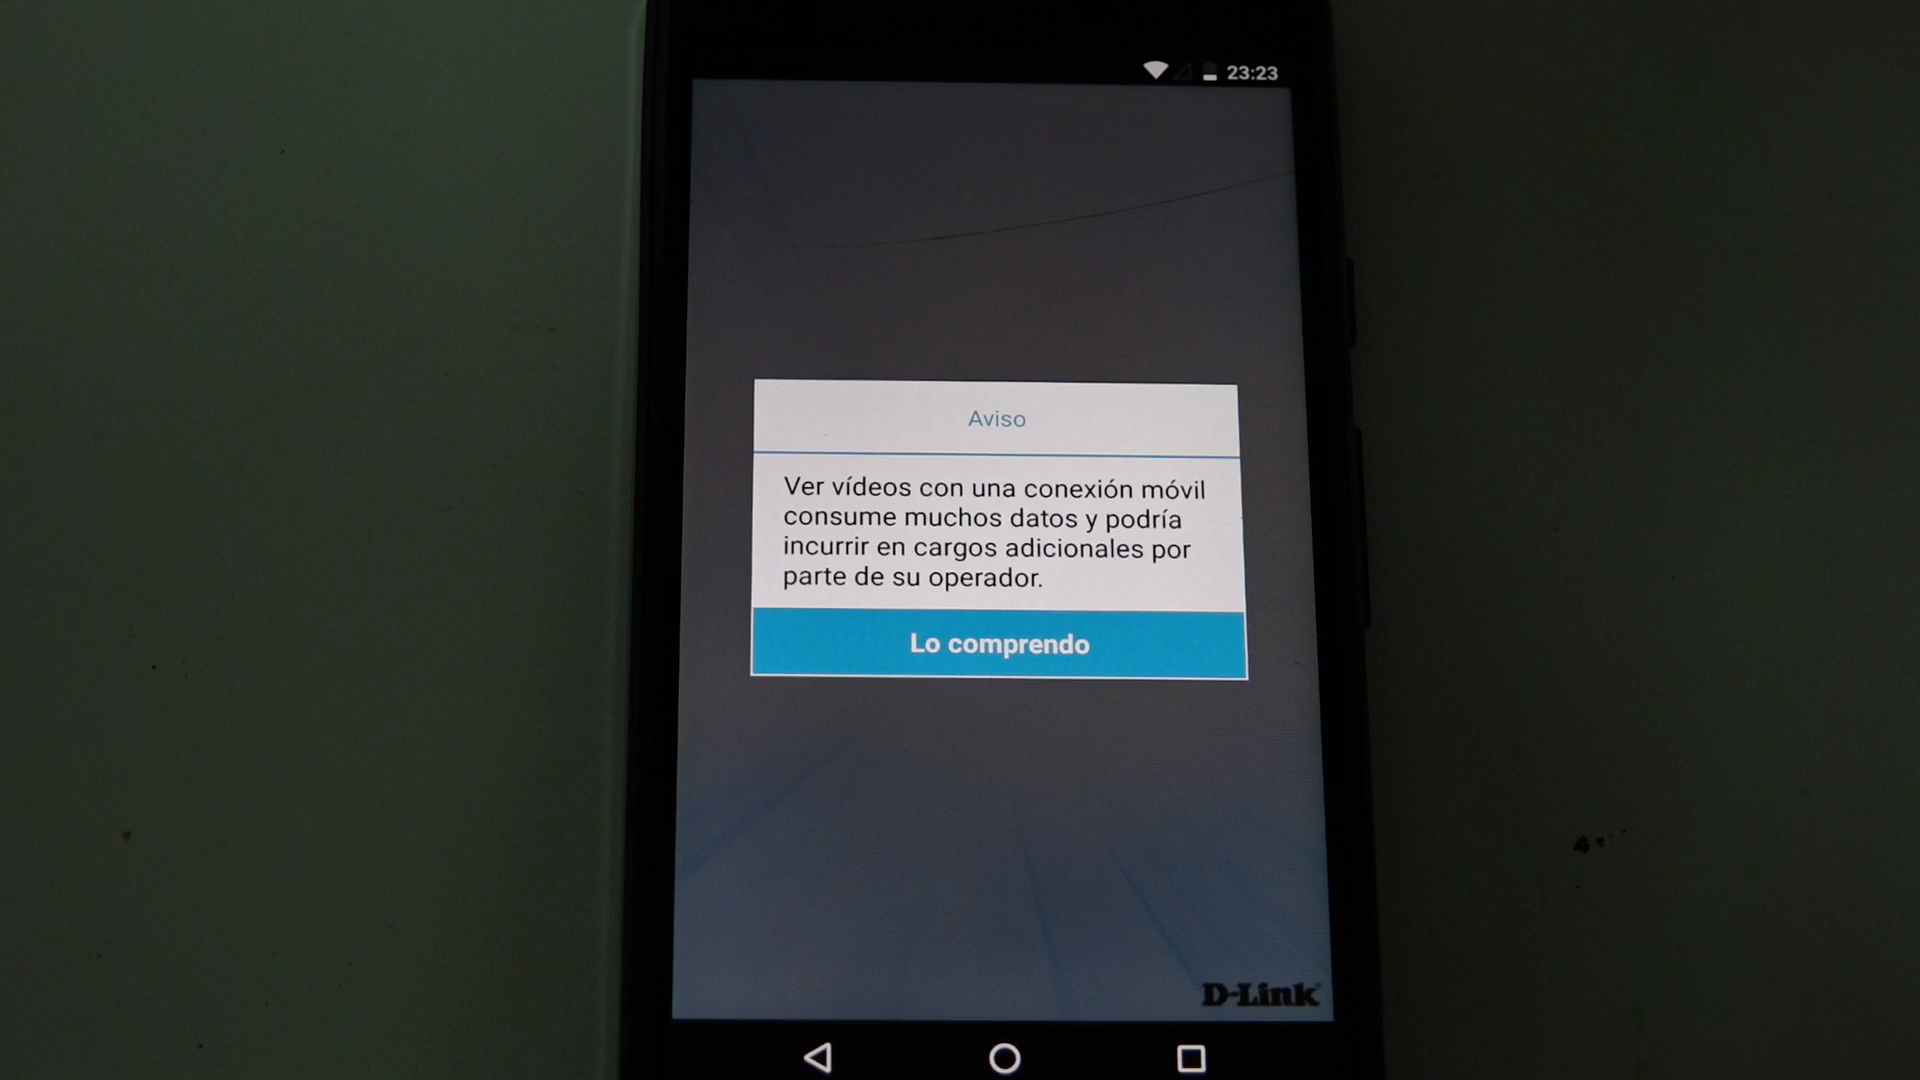 23:23
Aviso
Ver vídeos con una conexión móvil
consume muchos datos y podría
incurrir en cargos adicionales por
parte de su operador.
Lo comprendo
D-Link